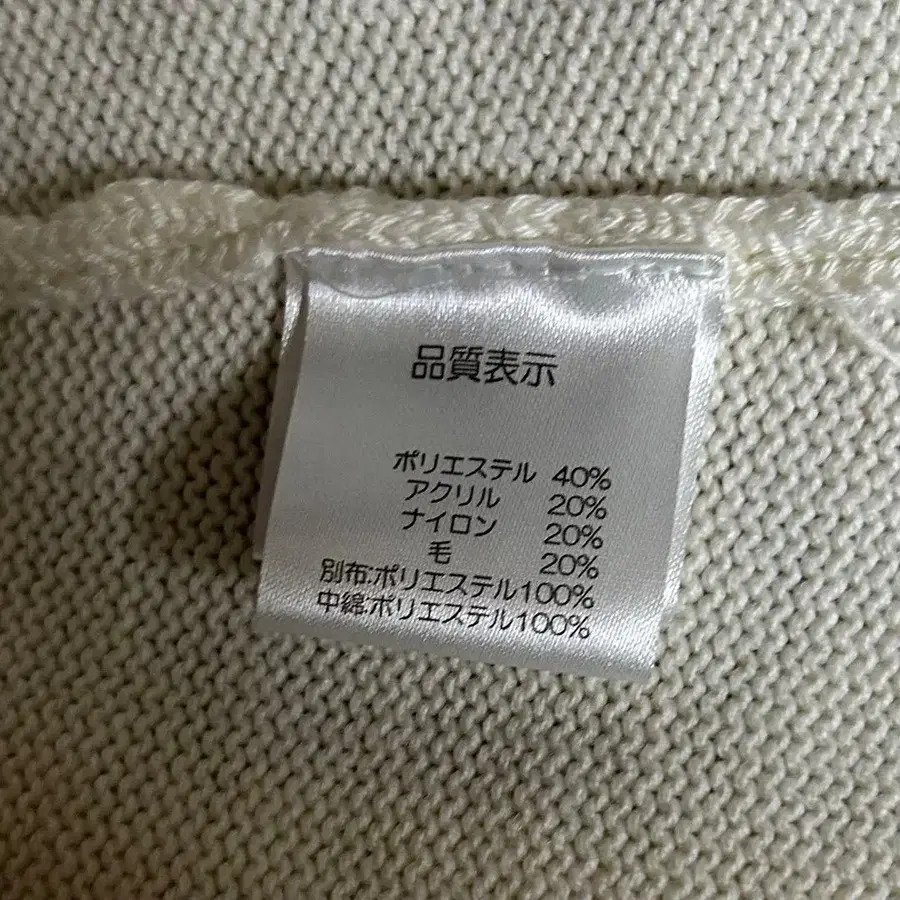 品質表示
ポリエステル 40%
アクリル 20%
ナイロン 20%
毛 20%
別布:ポリエステル100%
中綿:ポリエステル100%